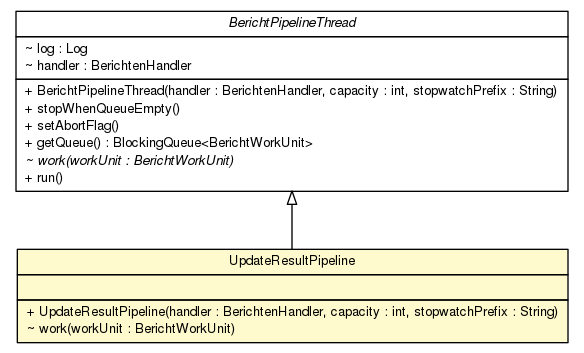 BerichtPipelineThread
~ log : Log
~ handler : BerichtenHandler
+ BerichtPipelineThread(handler : BerichtenHandler, capacity : int, stopwatchPrefix : String)
+ stopWhenQueueEmpty()
+ setAbortFlag()
+ getQueue() : BlockingQueue<BerichtWorkUnit>
~ work(workUnit : BerichtWorkUnit)
+ run()
UpdateResultPipeline
+ UpdateResultPipeline(handler : BerichtenHandler, capacity : int, stopwatchPrefix : String)
~ work(workUnit : BerichtWorkUnit)